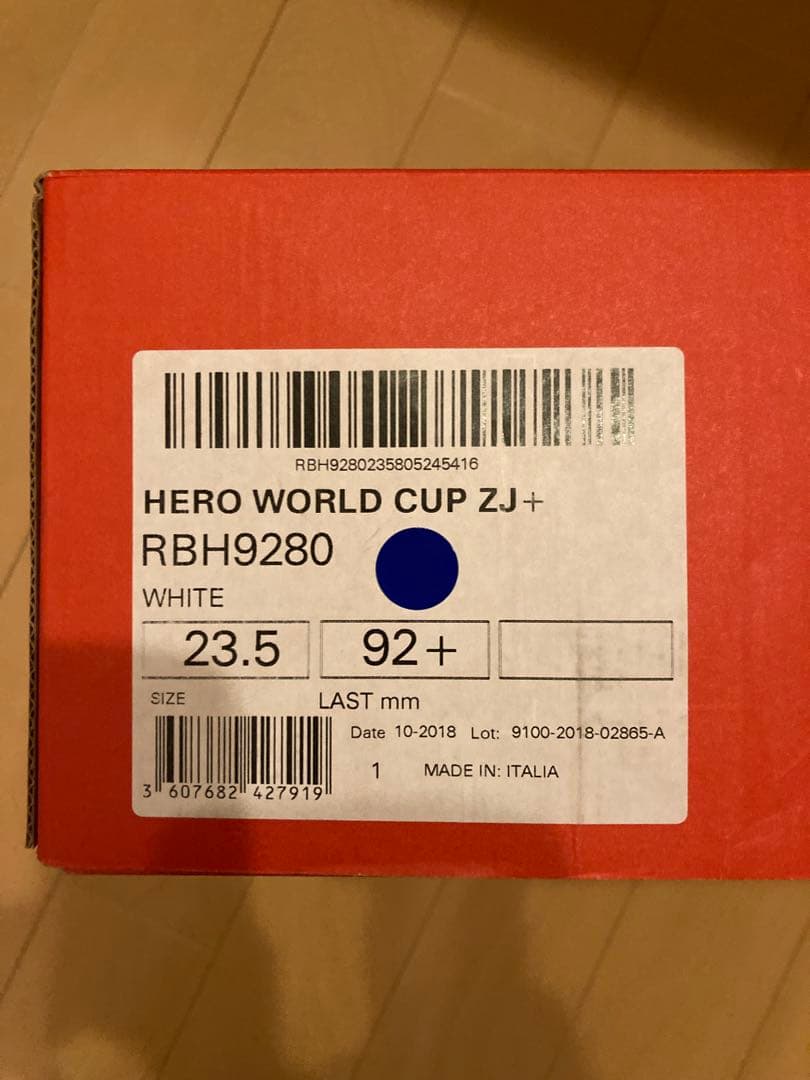 RBH9280235805245416
HERO WORLD CUP ZJ+
RBH9280
WHITE
23.5 92+
SIZE LAST mm
Date 10-2018 Lot: 9100-2018-02865-A
1 MADE IN: ITALIA
3 607682 427919